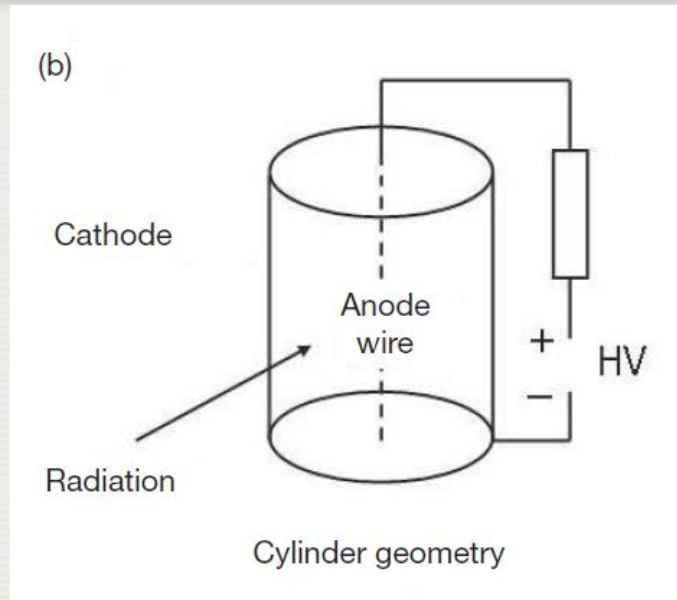 (b)
Cathode
Anode
wire
+
HV
−
Radiation
Cylinder geometry